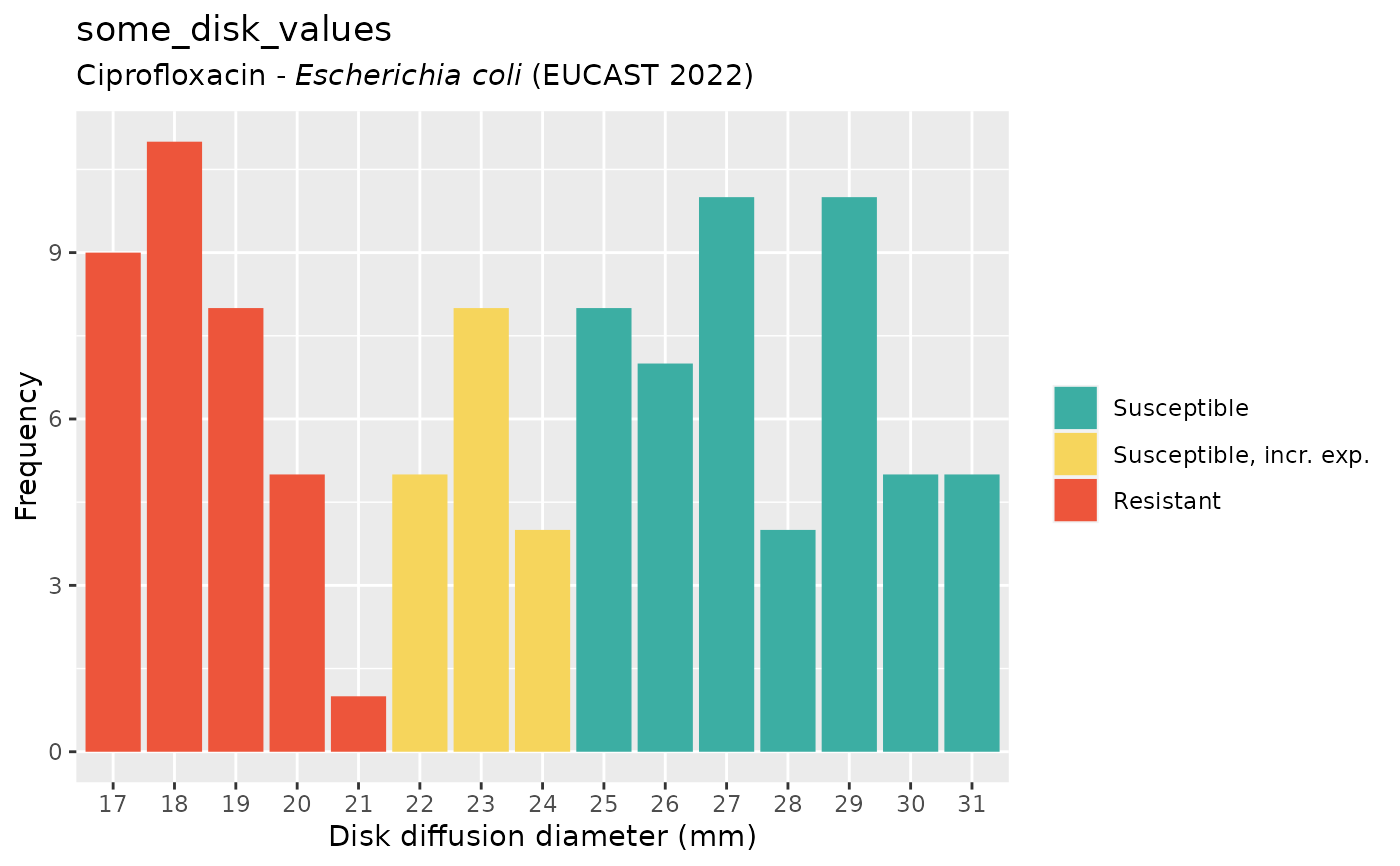 some_disk_values
Ciprofloxacin - Escherichia coli (EUCAST 2022)
Frequency
9
6
3
0
17 18 19 20 21 22 23 24 25 26 27 28 29 30 31
Disk diffusion diameter (mm)
Susceptible
Susceptible, incr. exp.
Resistant